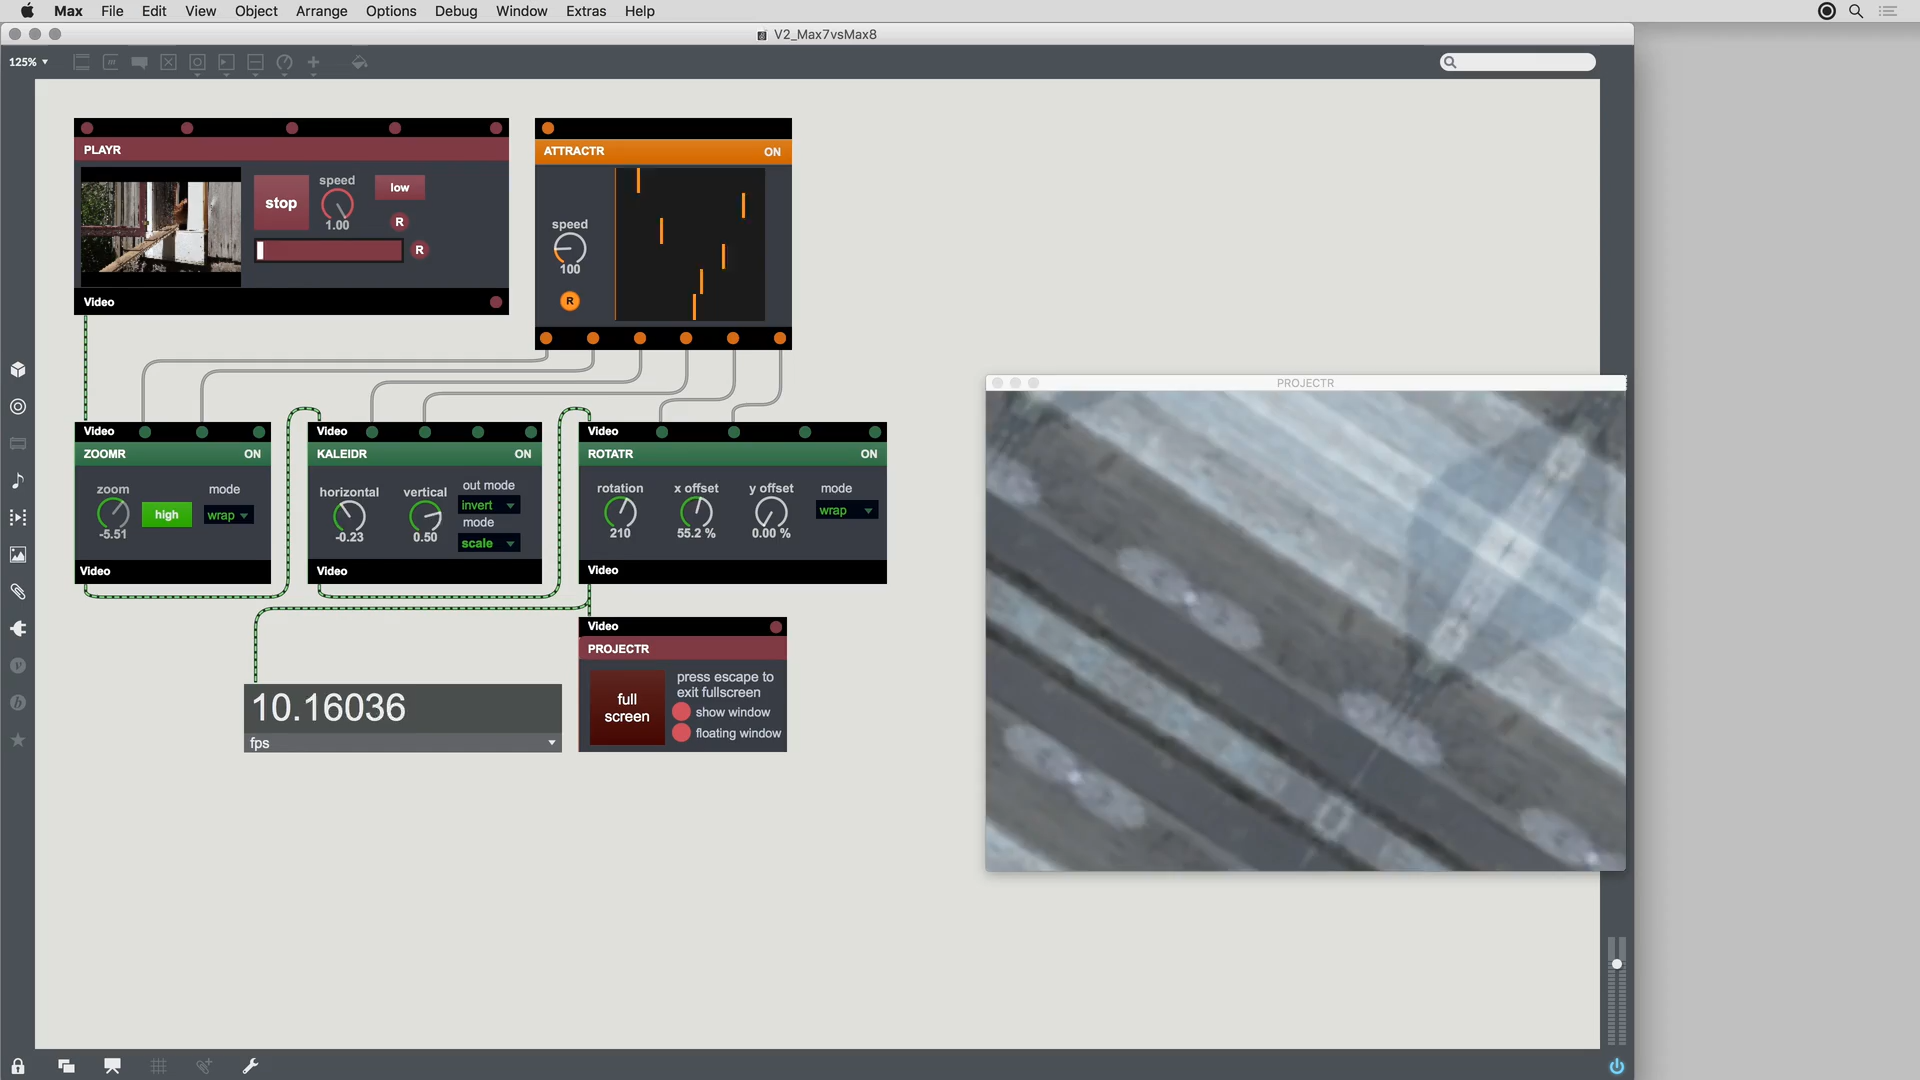 Max File Edit View Object Arrange Options Debug Window Extras Help
V2_Max7vsMax8
125%
PLAYR
stop
speed
1.00
low
R
R
Video
ATTRACTR ON
speed
100
R
Video
ZOOMR ON
zoom
-5.51
high
mode
wrap
Video
Video
KALEIDR ON
horizontal
-0.23
vertical
0.50
out mode
invert
mode
scale
Video
Video
ROTATR ON
rotation
210
x offset
55.2 %
y offset
0.00 %
mode
wrap
Video
10.16036
fps
Video
PROJECTR
full
screen
press escape to
exit fullscreen
show window
floating window
PROJECTR